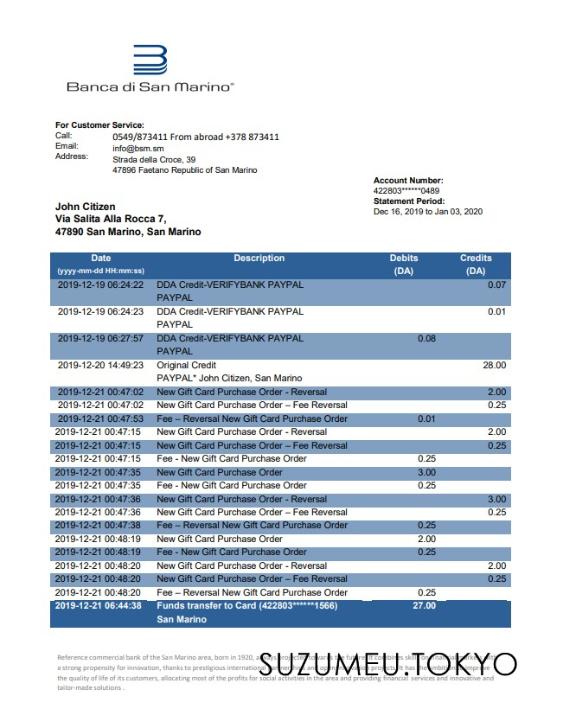 Banca di San Marino®
For Customer Service:
Call: 0549/873411 From abroad +378 873411
Email: info@bsm.sm
Address: Strada della Croce, 39
47896 Faetano Republic of San Marino
Account Number:
422803******0489
Statement Period:
Dec 16, 2019 to Jan 03, 2020
John Citizen
Via Salita Alla Rocca 7,
47890 San Marino, San Marino
Date Description Debits Credits
(yyyy-mm-dd HH:mm:ss) (DA) (DA)
2019-12-19 06:24:22 DDA Credit-VERIFYBANK PAYPAL 0.07
PAYPAL
2019-12-19 06:24:23 DDA Credit-VERIFYBANK PAYPAL 0.01
PAYPAL
2019-12-19 06:27:57 DDA Credit-VERIFYBANK PAYPAL 0.08
PAYPAL
2019-12-20 14:49:23 Original Credit 28.00
PAYPAL* John Citizen, San Marino
2019-12-21 00:47:02 New Gift Card Purchase Order - Reversal 2.00
2019-12-21 00:47:02 New Gift Card Purchase Order – Fee Reversal 0.25
2019-12-21 00:47:53 Fee – Reversal New Gift Card Purchase Order 0.01
2019-12-21 00:47:15 New Gift Card Purchase Order - Reversal 2.00
2019-12-21 00:47:15 New Gift Card Purchase Order – Fee Reversal 0.25
2019-12-21 00:47:15 Fee - New Gift Card Purchase Order 0.25
2019-12-21 00:47:35 New Gift Card Purchase Order 3.00
2019-12-21 00:47:35 Fee - New Gift Card Purchase Order 0.25
2019-12-21 00:47:36 New Gift Card Purchase Order - Reversal 3.00
2019-12-21 00:47:36 New Gift Card Purchase Order – Fee Reversal 0.25
2019-12-21 00:47:38 Fee – Reversal New Gift Card Purchase Order 0.25
2019-12-21 00:48:19 New Gift Card Purchase Order 2.00
2019-12-21 00:48:19 Fee - New Gift Card Purchase Order 0.25
2019-12-21 00:48:20 New Gift Card Purchase Order - Reversal 2.00
2019-12-21 00:48:20 New Gift Card Purchase Order – Fee Reversal 0.25
2019-12-21 00:48:20 Fee – Reversal New Gift Card Purchase Order 0.25
2019-12-21 06:44:38 Funds transfer to Card (422803******1566) 27.00
San Marino
Reference commercial bank of the San Marino area, born in 1920,
a strong propensity for innovation, thanks to prestigious international
the quality of life of its customers, allocating most of the profits for social activities in the area and providing financial services and innovative and
tailor-made solutions .
SUZUMEU.TOKYO